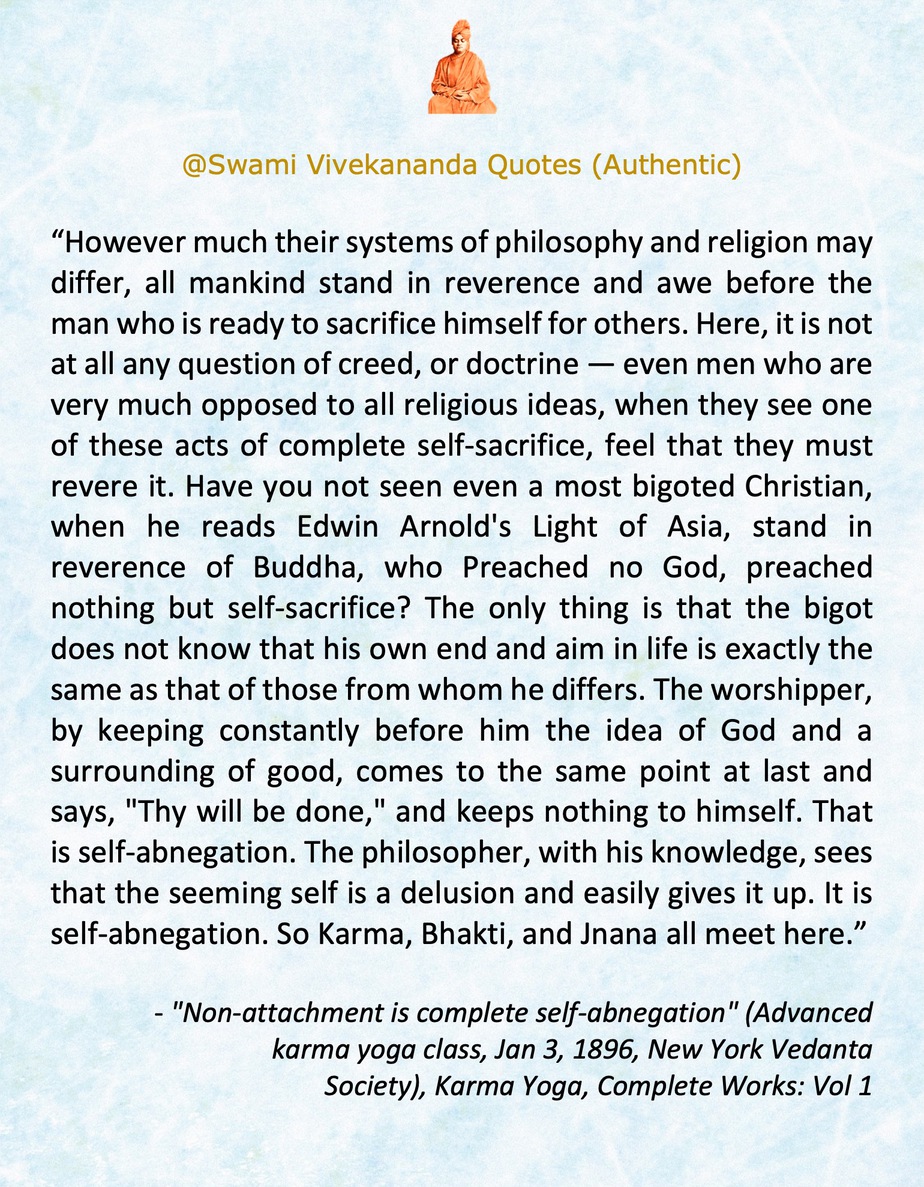 @Swami Vivekananda Quotes (Authentic)
“However much their systems of philosophy and religion may
differ, all mankind stand in reverence and awe before the
man who is ready to sacrifice himself for others. Here, it is not
at all any question of creed, or doctrine — even men who are
very much opposed to all religious ideas, when they see one
of these acts of complete self-sacrifice, feel that they must
revere it. Have you not seen even a most bigoted Christian,
when he reads Edwin Arnold's Light of Asia, stand in
reverence of Buddha, who Preached no God, preached
nothing but self-sacrifice? The only thing is that the bigot
does not know that his own end and aim in life is exactly the
same as that of those from whom he differs. The worshipper,
by keeping constantly before him the idea of God and a
surrounding of good, comes to the same point at last and
says, "Thy will be done," and keeps nothing to himself. That
is self-abnegation. The philosopher, with his knowledge, sees
that the seeming self is a delusion and easily gives it up. It is
self-abnegation. So Karma, Bhakti, and Jnana all meet here.”
- "Non-attachment is complete self-abnegation" (Advanced
karma yoga class, Jan 3, 1896, New York Vedanta
Society), Karma Yoga, Complete Works: Vol 1